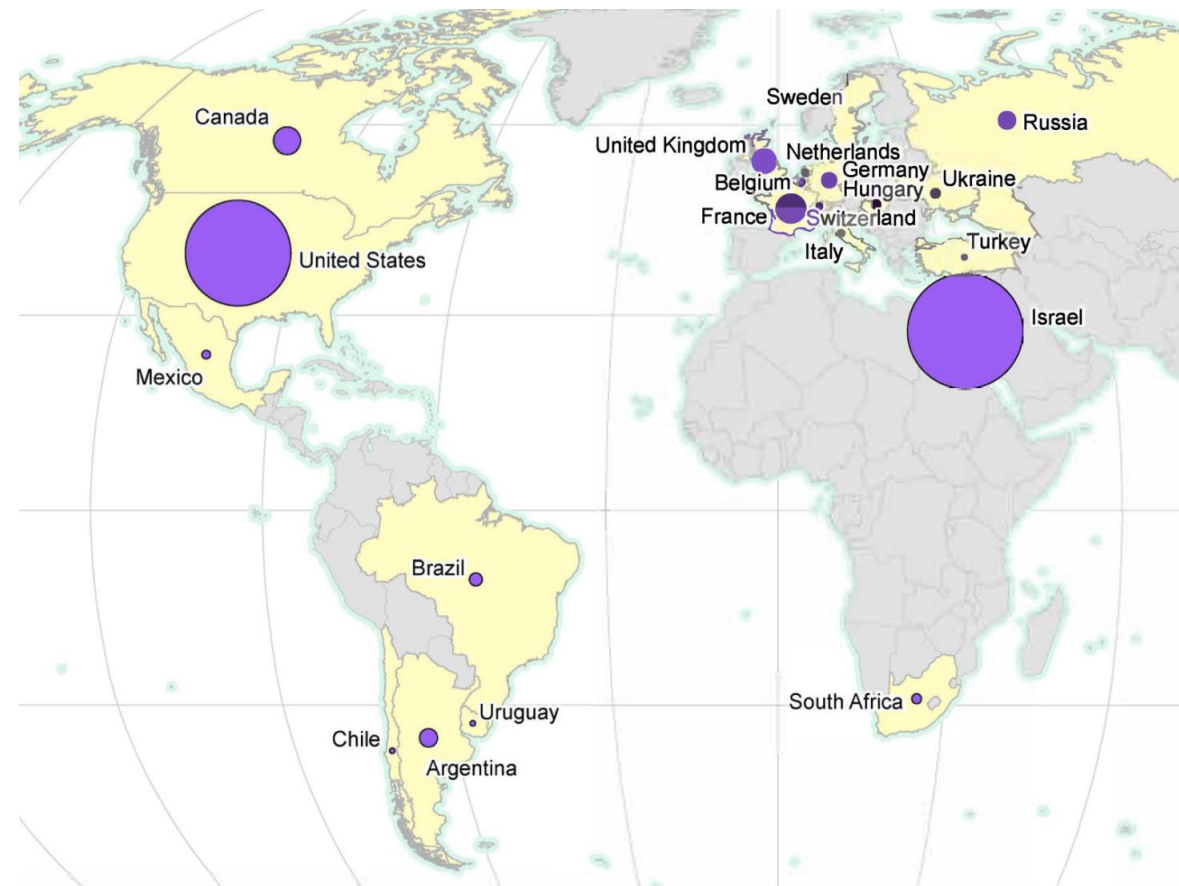 Sweden
Canada
Russia
United Kingdom
Netherlands
Germany
Belgium
Hungary
Ukraine
France
Switzerland
Turkey
Italy
United States
Israel
Mexico
Brazil
South Africa
Uruguay
Chile
Argentina